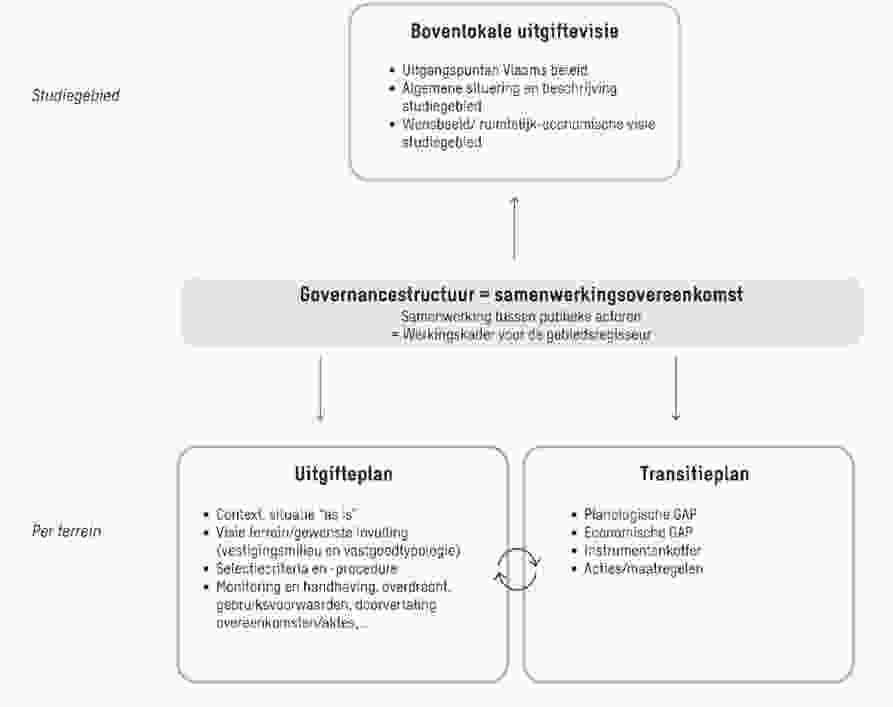 Boventokale uitgiftevisie
Studiegebied
• Uitgangspunten Vlaams beleid
• Algemene situering en beschrijving
studiegebied
• Wensbeeld/ ruimtelijk-economische visie
studiegebied
Governancestructuur = samenwerkingsovereenkomst
Samenwerking tussen publieke actoren
= Werkingskader voor de gebiedsregisseur
Uitgifteplan
• Context, situatie "as is"
• Visie terrein/gewenste invulling
(vestigingsmilieu en vastgoedtypologie)
• Selectiecriteria en -procedure
• Monitoring en handhaving, overdracht,
gebruiksvoorwaarden, doorvertaling
overeenkomsten/aktes,...
Per terrein
Transitieplan
• Planologische GAP
• Economische GAP
• Instrumentenkoffer
• Acties/maatregelen